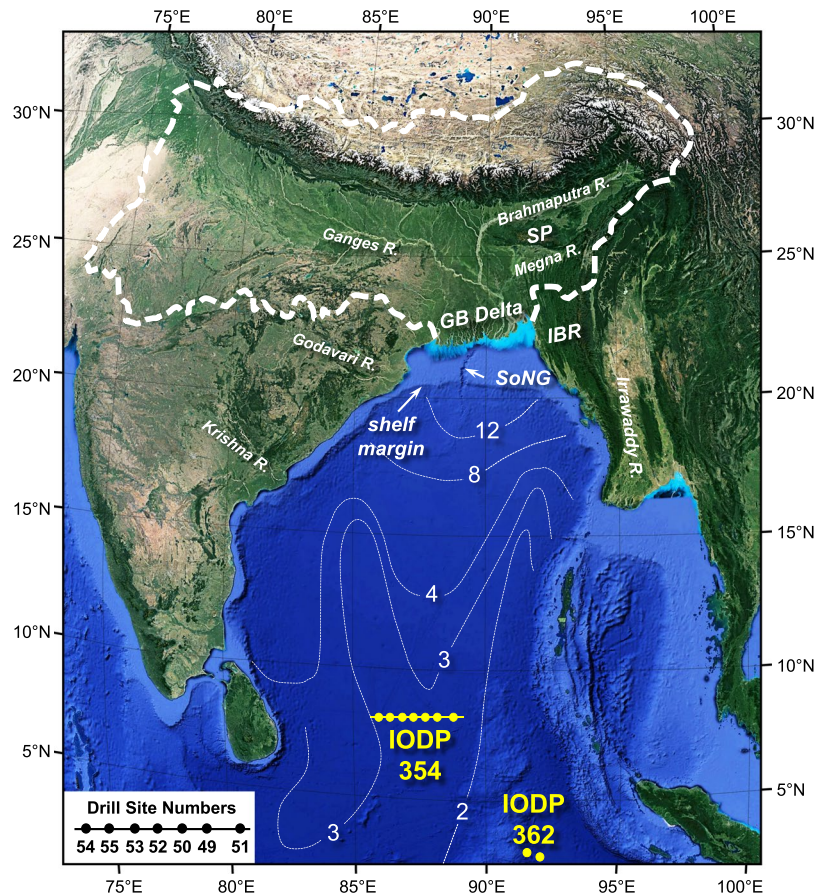 75°E 80°E 85°E 90°E 95°E 100°E
30°N
30°N
Brahmaputra R.
SP
Ganges R.
25°N
25°N
Megna R.
GB Delta
IBR
Godavari R.
20°N
SoNG
20°N
shelf
margin
Irrawaddy R.
12
Krishna R.
8
15°N
15°N
4
10°N
3
10°N
IODP
354
5°N
5°N
IODP
362
2
3
Drill Site Numbers
54 55 53 52 50 49 51
75°E 80°E 85°E 90°E 95°E 100°E